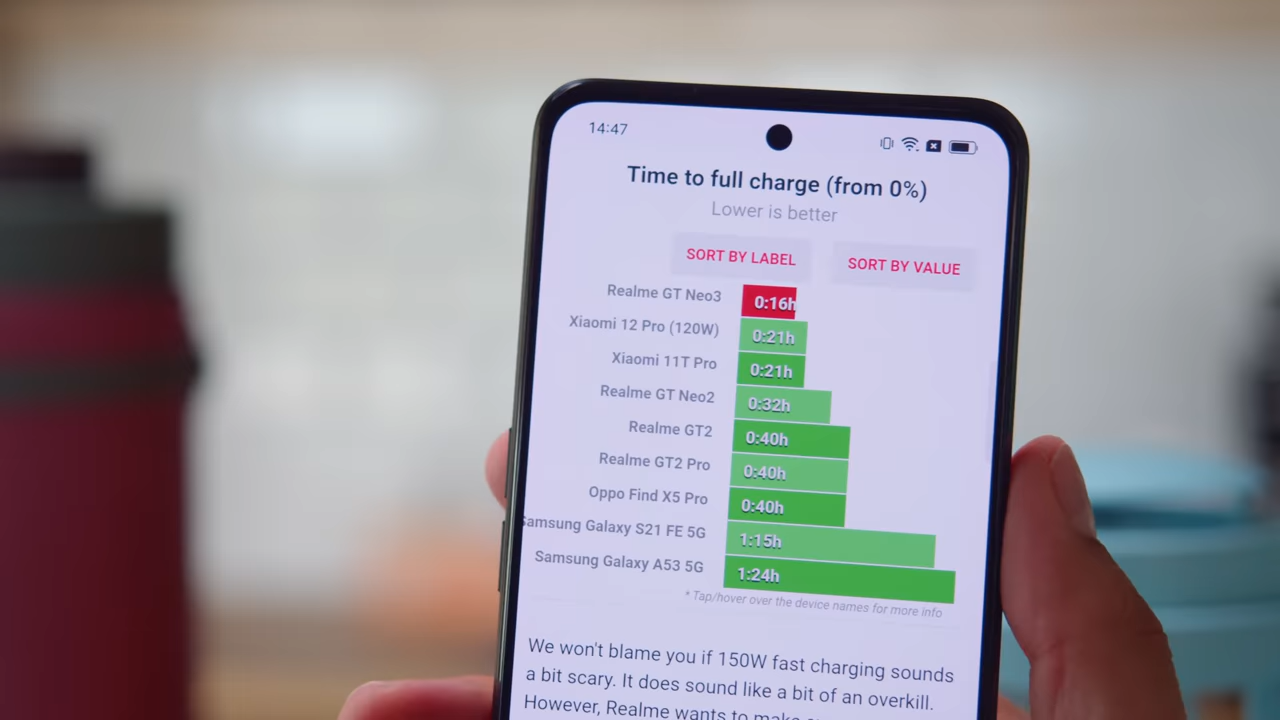 14:47
Time to full charge (from 0%)
Lower is better
SORT BY LABEL SORT BY VALUE
Realme GT Neo3 0:16h
Xiaomi 12 Pro (120W) 0:21h
Xiaomi 11T Pro 0:21h
Realme GT Neo2 0:32h
Realme GT2 0:40h
Realme GT2 Pro 0:40h
Oppo Find X5 Pro 0:40h
Samsung Galaxy S21 FE 5G 1:15h
Samsung Galaxy A53 5G 1:24h
* Tap/hover over the device names for more info
We won't blame you if 150W fast charging sounds
a bit scary. It does sound like a bit of an overkill.
However, Realme wants to make